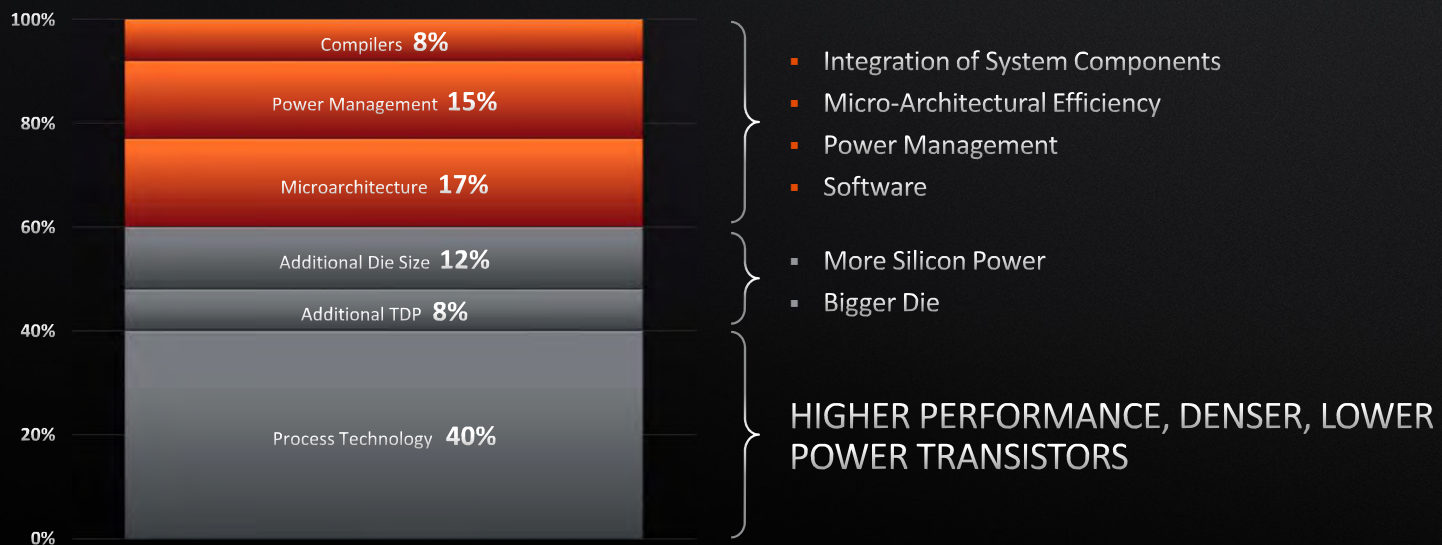 100%
80%
60%
40%
20%
0%
Compilers 8%
Power Management 15%
Microarchitecture 17%
Additional Die Size 12%
Additional TDP 8%
Process Technology 40%
▪ Integration of System Components
▪ Micro-Architectural Efficiency
▪ Power Management
▪ Software
▪ More Silicon Power
▪ Bigger Die
HIGHER PERFORMANCE, DENSER, LOWER
POWER TRANSISTORS